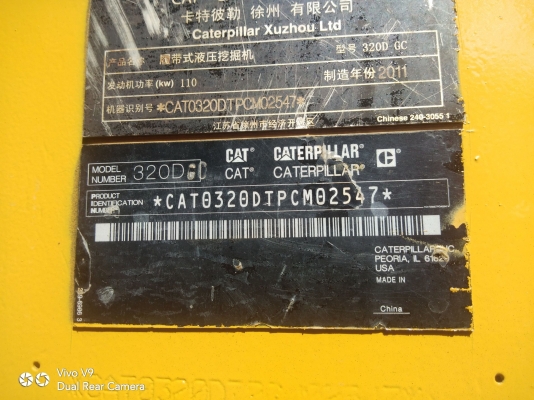 卡特彼勒 徐州 有限公司
Caterpillar Xuzhou Ltd
产品名称 履带式液压挖掘机 型号 320D GC
发动机功率(kw) 110 制造年份 2011
机器识别号 *CAT0320DTPCM02547*
Chinese 240-3055 1
江苏省徐州市经济开发区
MODEL NUMBER 320D CAT® CATERPILLAR®
CAT® CATERPILLAR®
PRODUCT IDENTIFICATION NUMBER *CAT0320DTPCM02547*
CATERPILLAR INC.
PEORIA, IL
USA
MADE IN
China
Vivo V9
Dual Rear Camera